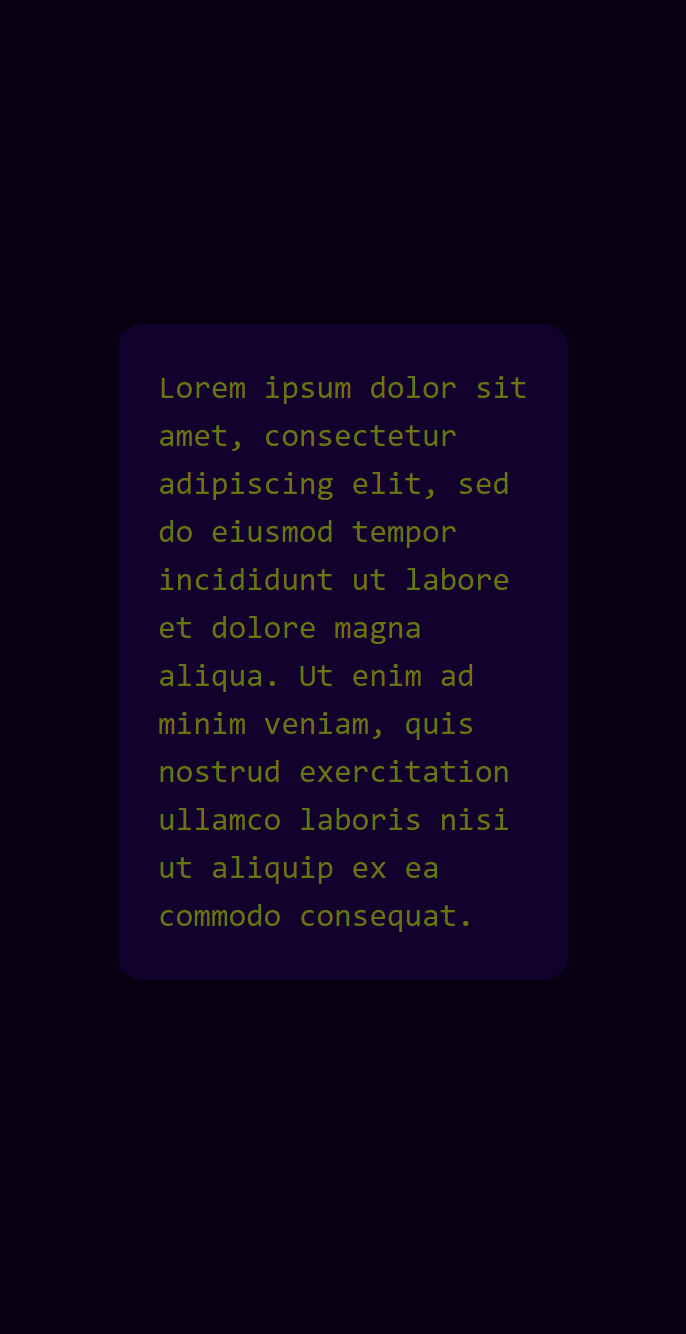 Lorem ipsum dolor sit
amet, consectetur
adipiscing elit, sed
do eiusmod tempor
incididunt ut labore
et dolore magna
aliqua. Ut enim ad
minim veniam, quis
nostrud exercitation
ullamco laboris nisi
ut aliquip ex ea
commodo consequat.